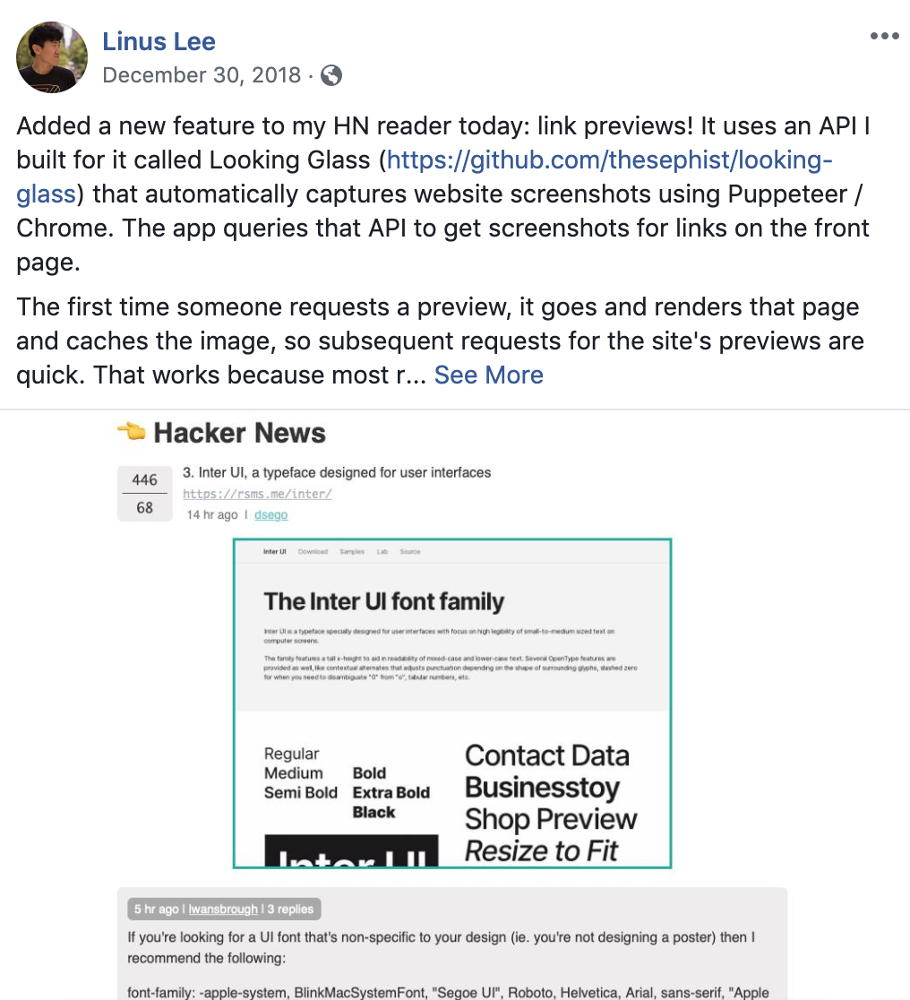 Linus Lee
December 30, 2018 ·
Added a new feature to my HN reader today: link previews! It uses an API I
built for it called Looking Glass (https://github.com/thesephist/looking-
glass) that automatically captures website screenshots using Puppeteer /
Chrome. The app queries that API to get screenshots for links on the front
page.
The first time someone requests a preview, it goes and renders that page
and caches the image, so subsequent requests for the site's previews are
quick. That works because most r... See More
👈 Hacker News
446
68
3. Inter UI, a typeface designed for user interfaces
https://rsms.me/inter/
14 hr ago | dsego
Inter UI Download Samples Lab Source
The Inter UI font family
Inter UI is a typeface specially designed for user interfaces with focus on high legibility of small-to-medium sized text on
computer screens.
The family features a tall x-height to aid in readability of mixed-case and lower-case text. Several OpenType features are
provided as well, like contextual alternates that adjusts punctuation depending on the shape of surrounding glyphs, slashed zero
for when you need to disambiguate "0" from "o", tabular numbers, etc.
Regular
Medium
Semi Bold
Bold
Extra Bold
Black
Inter UI
Contact Data
Businesstoy
Shop Preview
Resize to Fit
5 hr ago | lwansbrough | 3 replies
If you're looking for a UI font that's non-specific to your design (ie. you're not designing a poster) then I
recommend the following:
font-family: -apple-system, BlinkMacSystemFont, "Segoe UI", Roboto, Helvetica, Arial, sans-serif, "Apple